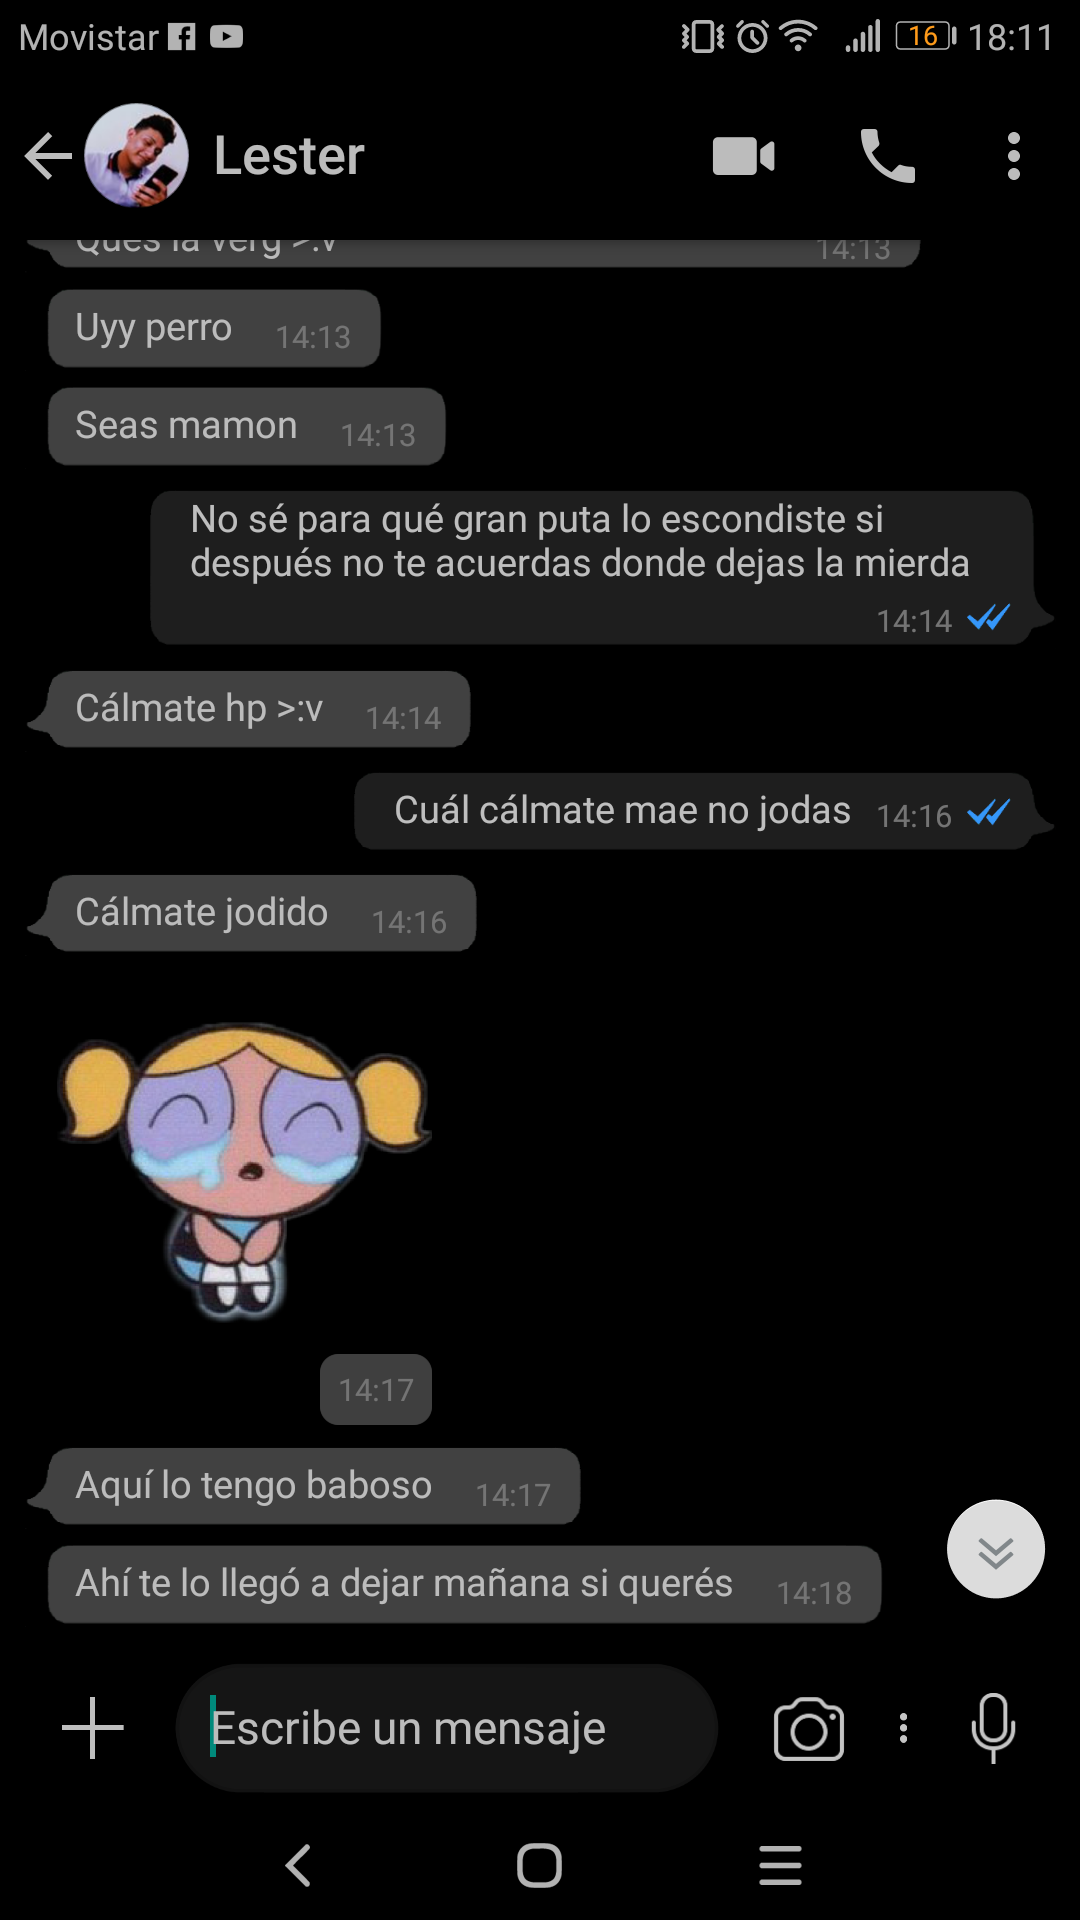 Movistar 16 18:11
Lester
Ques la verg >:v 14:13
Uyy perro 14:13
Seas mamon 14:13
No sé para qué gran puta lo escondiste si
después no te acuerdas donde dejas la mierda
14:14
Cálmate hp >:v 14:14
Cuál cálmate mae no jodas 14:16
Cálmate jodido 14:16
14:17
Aquí lo tengo baboso 14:17
Ahí te lo llegó a dejar mañana si querés 14:18
Escribe un mensaje